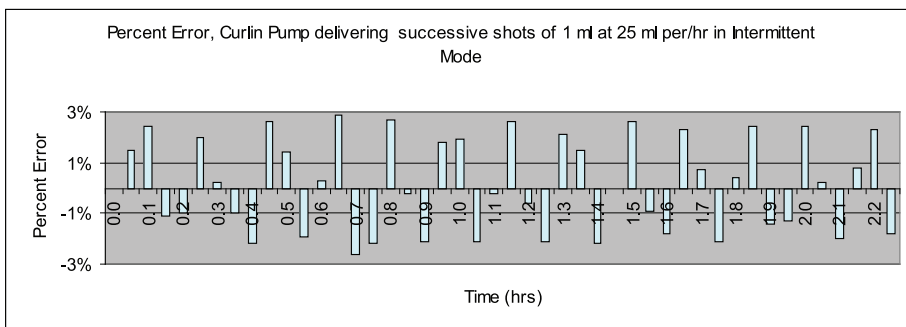 Percent Error, Curlin Pump delivering successive shots of 1 ml at 25 ml per/hr in Intermittent
Mode
3%
1%
-1%
-3%
Percent Error
0.0 0.1 0.2 0.3 0.4 0.5 0.6 0.7 0.8 0.9 1.0 1.1 1.2 1.3 1.4 1.5 1.6 1.7 1.8 1.9 2.0 2.1 2.2
Time (hrs)